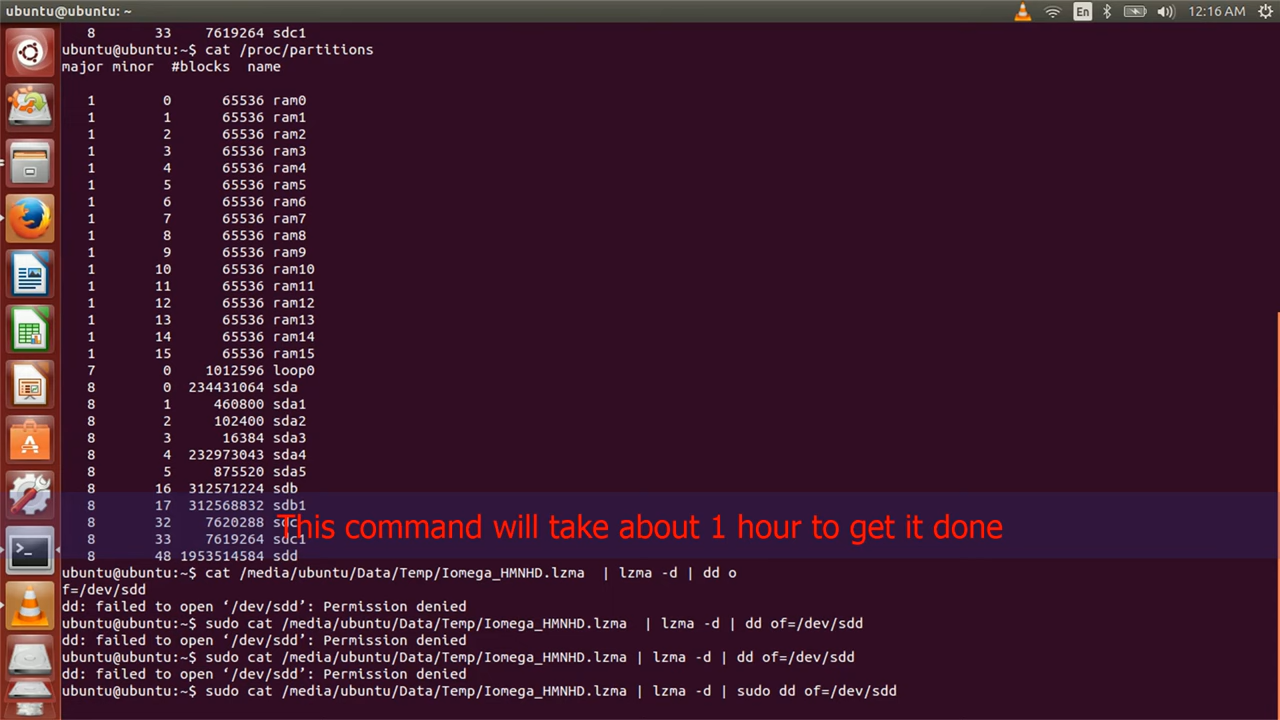 ubuntu@ubuntu: ~ En 12:16 AM
8 33 7619264 sdc1
ubuntu@ubuntu:~$ cat /proc/partitions
major minor #blocks name
1 0 65536 ram0
1 1 65536 ram1
1 2 65536 ram2
1 3 65536 ram3
1 4 65536 ram4
1 5 65536 ram5
1 6 65536 ram6
1 7 65536 ram7
1 8 65536 ram8
1 9 65536 ram9
1 10 65536 ram10
1 11 65536 ram11
1 12 65536 ram12
1 13 65536 ram13
1 14 65536 ram14
1 15 65536 ram15
7 0 1012596 loop0
8 0 234431064 sda
8 1 460800 sda1
8 2 102400 sda2
8 3 16384 sda3
8 4 232973043 sda4
8 5 875520 sda5
8 16 312571224 sdb
8 17 312568832 sdb1
8 32 7620288 sdc
This command will take about 1 hour to get it done
8 33 7619264 sdc1
8 48 1953514584 sdd
ubuntu@ubuntu:~$ cat /media/ubuntu/Data/Temp/Iomega_HMNHD.lzma | lzma -d | dd o
f=/dev/sdd
dd: failed to open ‘/dev/sdd’: Permission denied
ubuntu@ubuntu:~$ sudo cat /media/ubuntu/Data/Temp/Iomega_HMNHD.lzma | lzma -d | dd of=/dev/sdd
dd: failed to open ‘/dev/sdd’: Permission denied
ubuntu@ubuntu:~$ sudo cat /media/ubuntu/Data/Temp/Iomega_HMNHD.lzma | lzma -d | dd of=/dev/sdd
dd: failed to open ‘/dev/sdd’: Permission denied
ubuntu@ubuntu:~$ sudo cat /media/ubuntu/Data/Temp/Iomega_HMNHD.lzma | lzma -d | sudo dd of=/dev/sdd